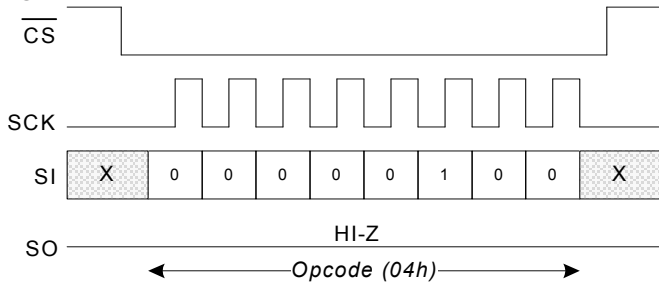 CS
SCK
SI X 0 0 0 0 0 1 0 0 X
HI-Z
SO
Opcode (04h)